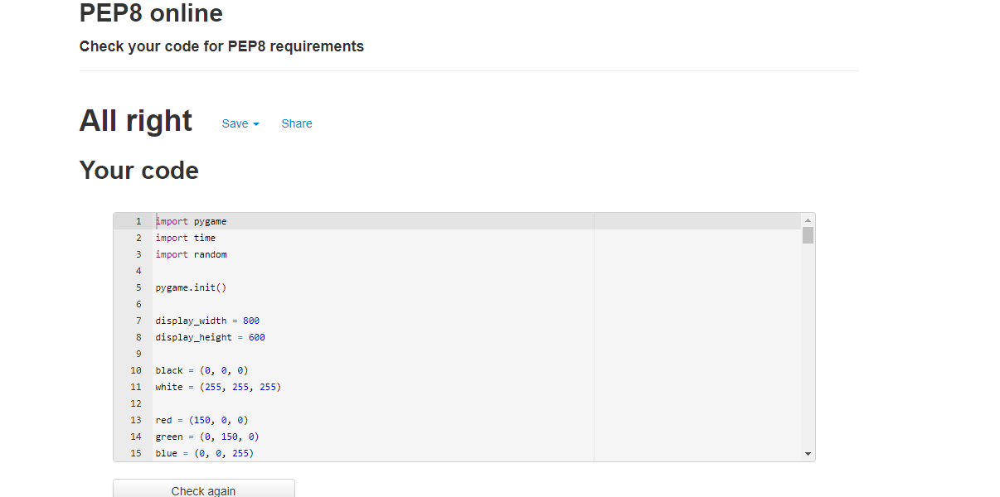 PEP8 online
Check your code for PEP8 requirements
All right Save Share
Your code
1 import pygame
2 import time
3 import random
4
5 pygame.init()
6
7 display_width = 800
8 display_height = 600
9
10 black = (0, 0, 0)
11 white = (255, 255, 255)
12
13 red = (150, 0, 0)
14 green = (0, 150, 0)
15 blue = (0, 0, 255)
Check again